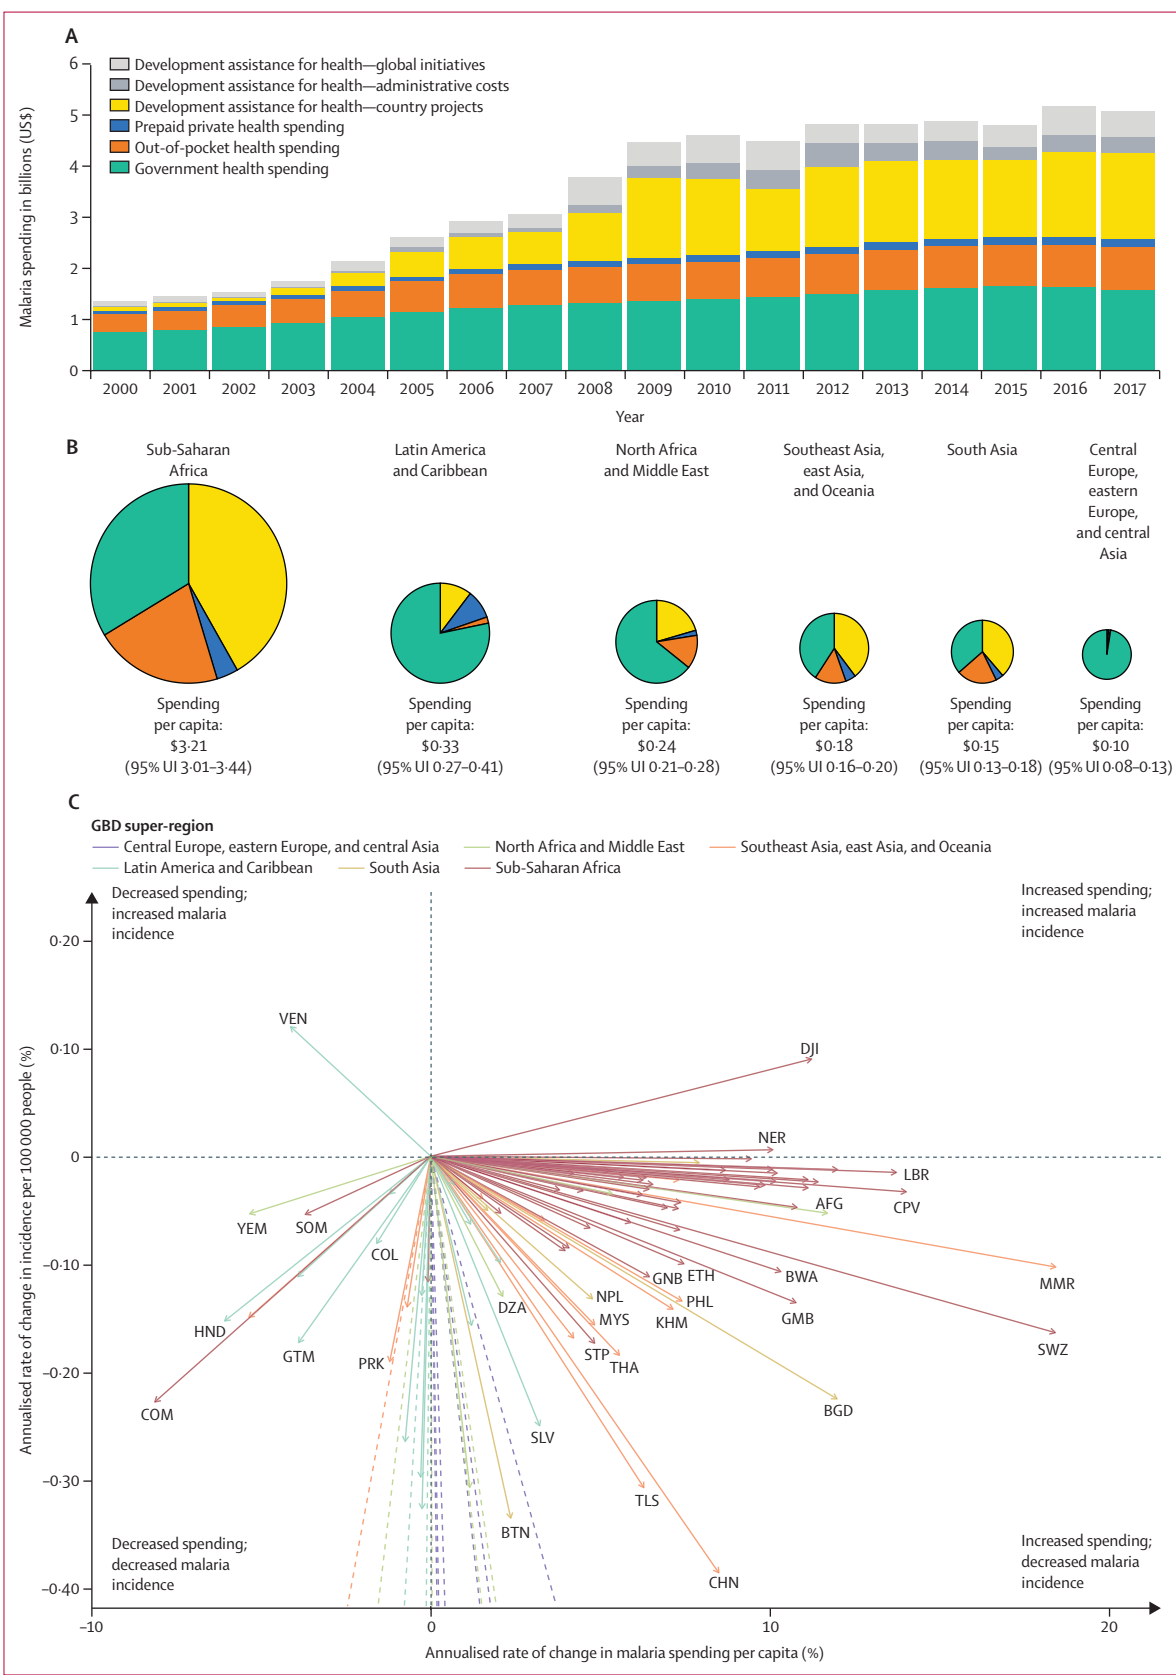 A
6
5
4
3
2
1
0
Malaria spending in billions (US$)
Development assistance for health—global initiatives
Development assistance for health—administrative costs
Development assistance for health—country projects
Prepaid private health spending
Out-of-pocket health spending
Government health spending
2000 2001 2002 2003 2004 2005 2006 2007 2008 2009 2010 2011 2012 2013 2014 2015 2016 2017
Year
B
Sub-Saharan
Africa
Spending
per capita:
$3·21
(95% UI 3·01–3·44)
Latin America
and Caribbean
Spending
per capita:
$0·33
(95% UI 0·27–0·41)
North Africa
and Middle East
Spending
per capita:
$0·24
(95% UI 0·21–0·28)
Southeast Asia,
east Asia,
and Oceania
Spending
per capita:
$0·18
(95% UI 0·16–0·20)
South Asia
Spending
per capita:
$0·15
(95% UI 0·13–0·18)
Central
Europe,
eastern
Europe,
and central
Asia
Spending
per capita:
$0·10
(95% UI 0·08–0·13)
C
GBD super-region
Central Europe, eastern Europe, and central Asia
North Africa and Middle East
Southeast Asia, east Asia, and Oceania
Latin America and Caribbean
South Asia
Sub-Saharan Africa
Decreased spending;
increased malaria
incidence
Increased spending;
increased malaria
incidence
0·20
0·10
0
–0·10
–0·20
–0·30
–0·40
Annualised rate of change in incidence per 100 000 people (%)
VEN
DJI
NER
LBR
CPV
AFG
YEM
SOM
COL
MMR
BWA
ETH
GNB
PHL
NPL
DZA
MYS
KHM
GMB
HND
SWZ
GTM
PRK
STP
THA
COM
BGD
SLV
TLS
BTN
CHN
Decreased spending;
decreased malaria
incidence
Increased spending;
decreased malaria
incidence
–10
0
10
20
Annualised rate of change in malaria spending per capita (%)